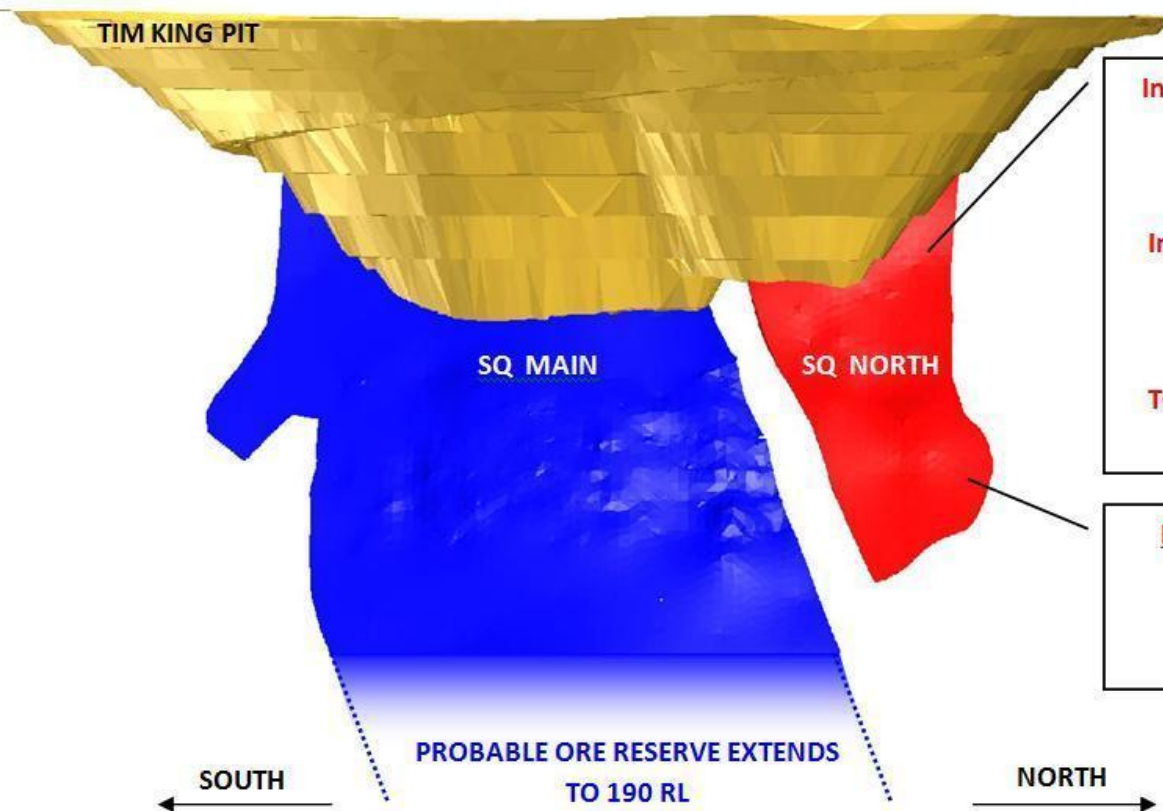 TIM KING PIT
SQ MAIN
SQ NORTH
PROBABLE ORE RESERVE EXTENDS
TO 190 RL
SOUTH
NORTH